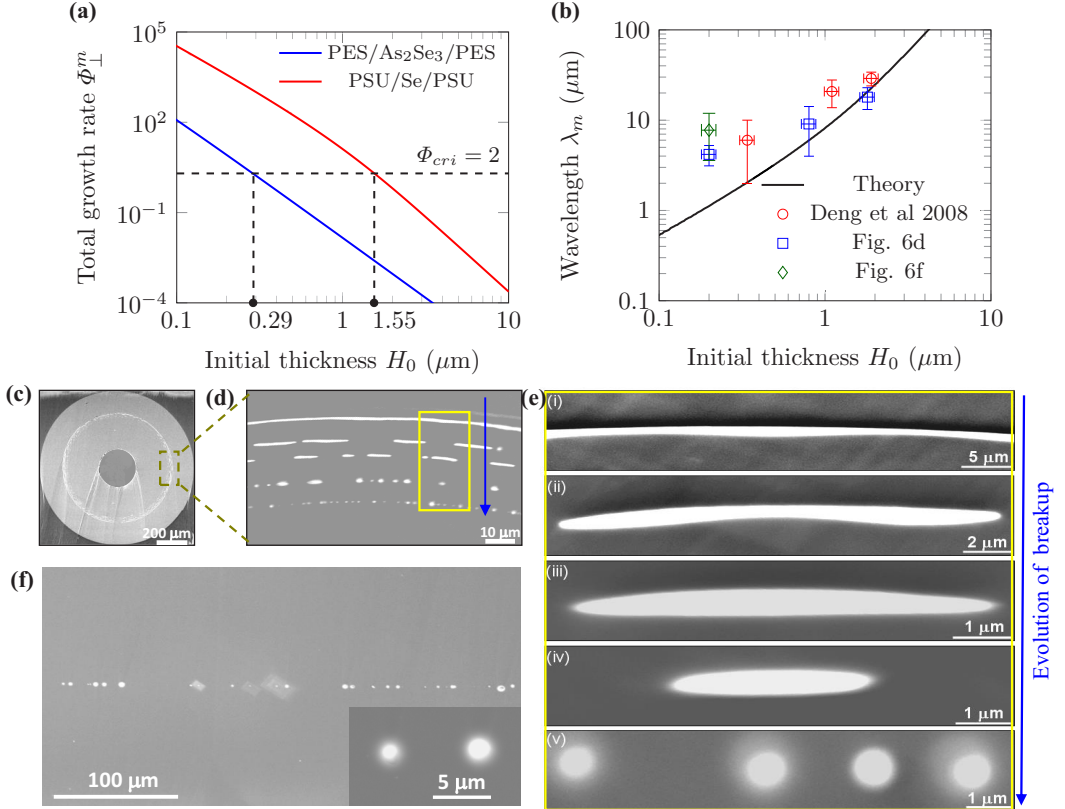 (a)
Total growth rate Φ⊥ᵐ
10⁵
10²
10⁻¹
10⁻⁴
PES/As₂Se₃/PES
PSU/Se/PSU
Φcri = 2
0.1
0.29
1
1.55
10
Initial thickness H₀ (μm)
(b)
Wavelength λₘ (μm)
100
10
1
0.1
Theory
Deng et al 2008
Fig. 6d
Fig. 6f
0.1
1
10
Initial thickness H₀ (μm)
(c)
200 μm
(d)
10 μm
(e)
(i)
5 μm
(ii)
2 μm
(iii)
1 μm
(iv)
1 μm
(v)
1 μm
Evolution of breakup
(f)
100 μm
5 μm